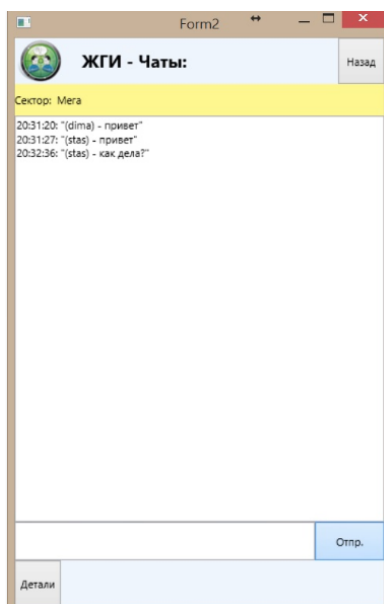 Form2
ЖГИ - Чаты:
Назад
Сектор: Мега
20:31:20: "(dima) - привет"
20:31:27: "(stas) - привет"
20:32:36: "(stas) - как дела?"
Отпр.
Детали